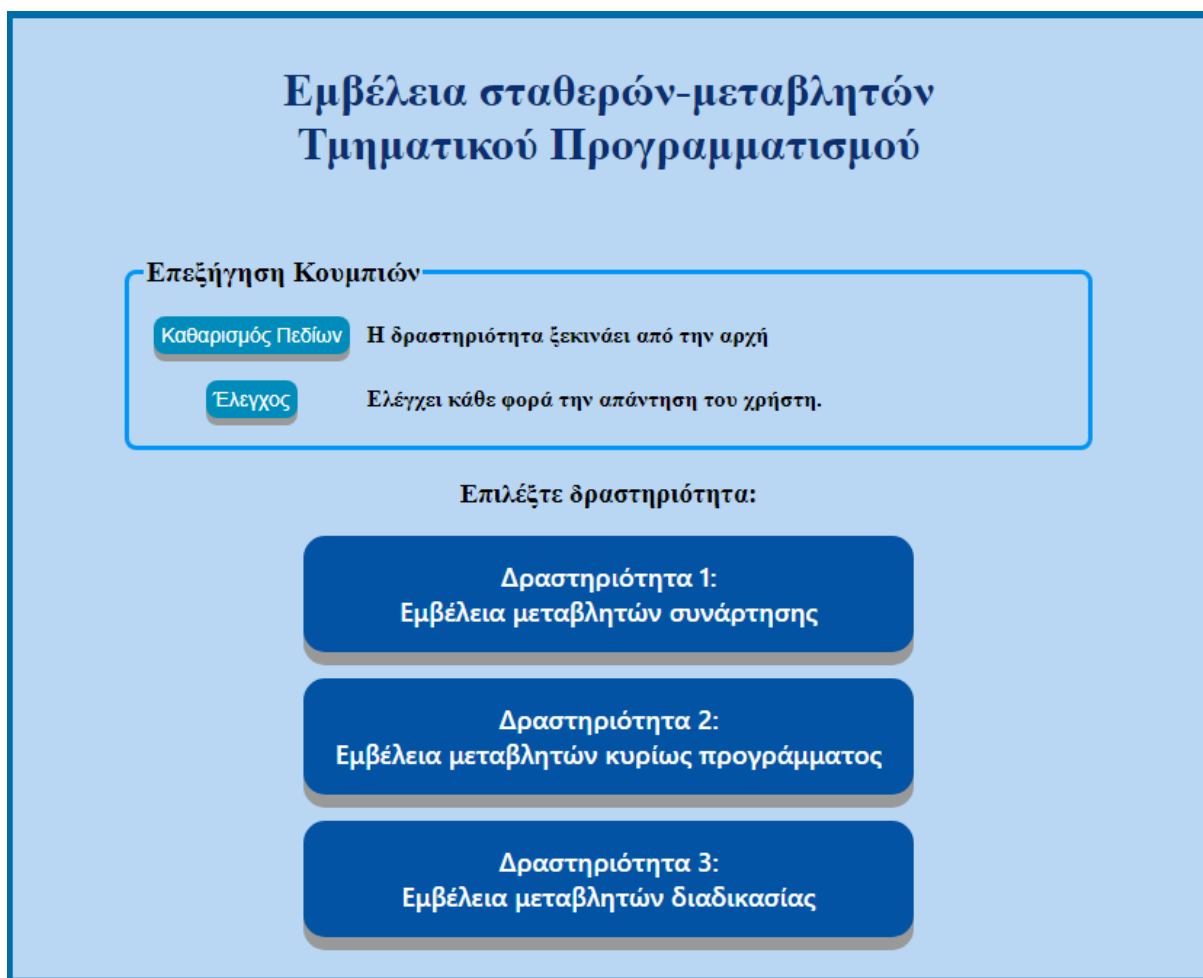 Εμβέλεια σταθερών-μεταβλητών
Τμηματικού Προγραμματισμού
Επεξήγηση Κουμπιών
Καθαρισμός Πεδίων Η δραστηριότητα ξεκινάει από την αρχή
Έλεγχος Ελέγχει κάθε φορά την απάντηση του χρήστη.
Επιλέξτε δραστηριότητα:
Δραστηριότητα 1:
Εμβέλεια μεταβλητών συνάρτησης
Δραστηριότητα 2:
Εμβέλεια μεταβλητών κυρίως προγράμματος
Δραστηριότητα 3:
Εμβέλεια μεταβλητών διαδικασίας